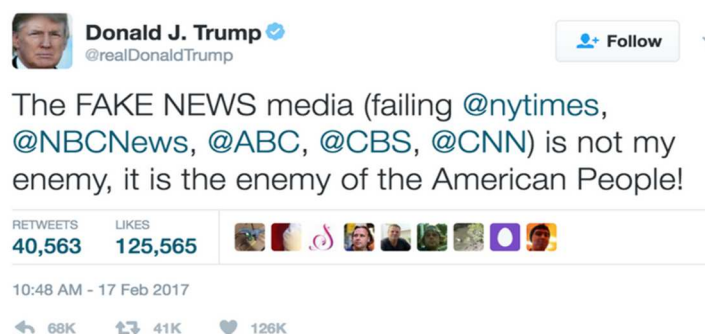 Donald J. Trump
@realDonaldTrump
Follow
The FAKE NEWS media (failing @nytimes,
@NBCNews, @ABC, @CBS, @CNN) is not my
enemy, it is the enemy of the American People!
RETWEETS LIKES
40,563 125,565
10:48 AM - 17 Feb 2017
68K 41K 126K